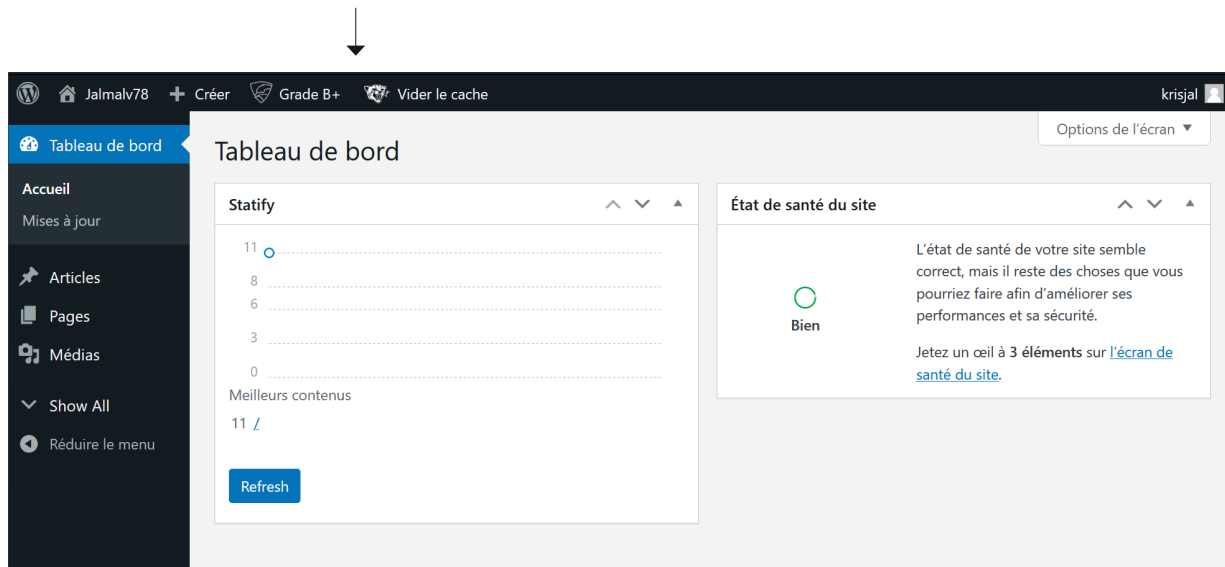 Jalmalv78 Créer Grade B+ Vider le cache krisjal
Options de l'écran
Tableau de bord
Accueil
Mises à jour
Articles
Pages
Médias
Show All
Réduire le menu
Tableau de bord
Statify
11
8
6
3
0
Meilleurs contenus
11 /
Refresh
État de santé du site
Bien
L'état de santé de votre site semble
correct, mais il reste des choses que vous
pourriez faire afin d'améliorer ses
performances et sa sécurité.
Jetez un œil à 3 éléments sur l'écran de
santé du site.